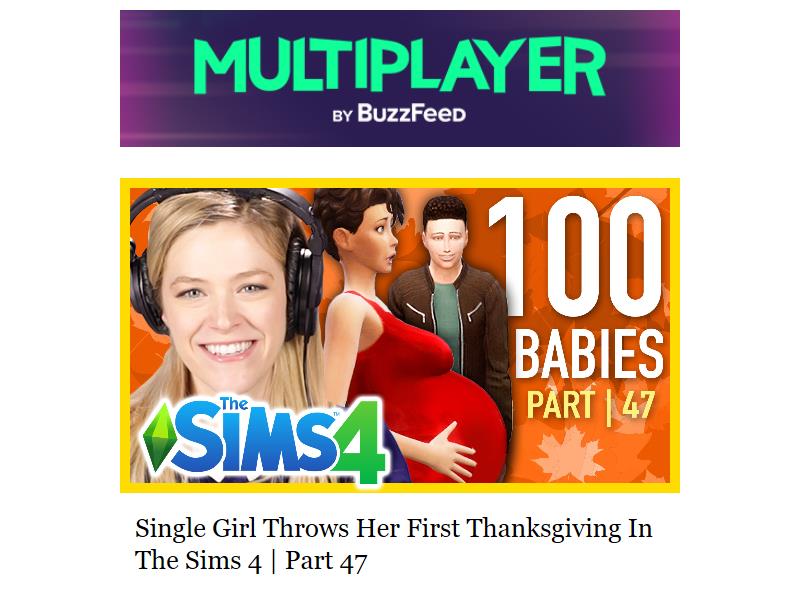 MULTIPLAYER
BY BuzzFeed
100
BABIES
PART | 47
The
SiMS 4
™
Single Girl Throws Her First Thanksgiving In
The Sims 4 | Part 47